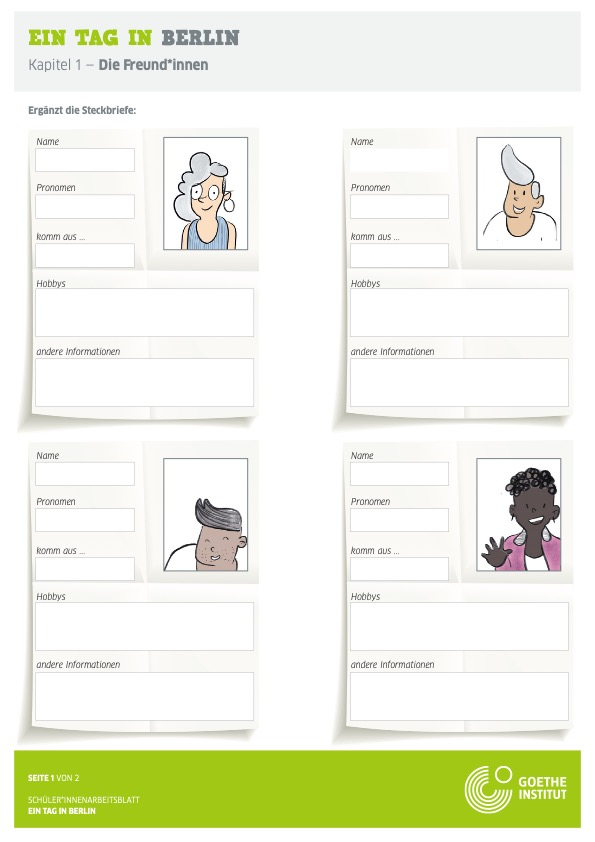 EIN TAG IN BERLIN
Kapitel 1 – Die Freund*innen
Ergänzt die Steckbriefe:
Name
Pronomen
komm aus ...
Hobbys
andere Informationen
Name
Pronomen
komm aus ...
Hobbys
andere Informationen
Name
Pronomen
komm aus ...
Hobbys
andere Informationen
Name
Pronomen
komm aus ...
Hobbys
andere Informationen
SEITE 1 VON 2
SCHÜLER*INNENARBEITSBLATT
EIN TAG IN BERLIN
GOETHE
INSTITUT